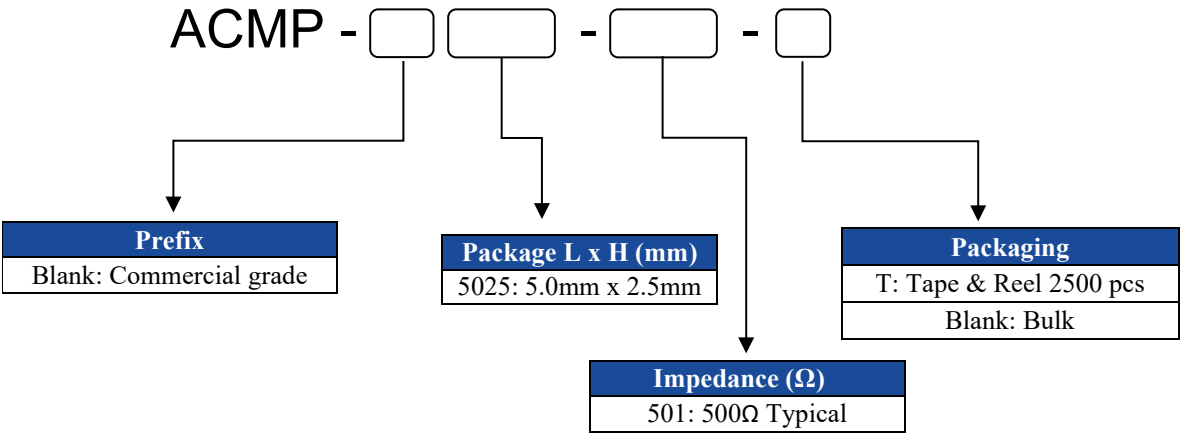 ACMP - - -
Prefix
Blank: Commercial grade
Package L x H (mm)
5025: 5.0mm x 2.5mm
Packaging
T: Tape & Reel 2500 pcs
Blank: Bulk
Impedance (Ω)
501: 500Ω Typical